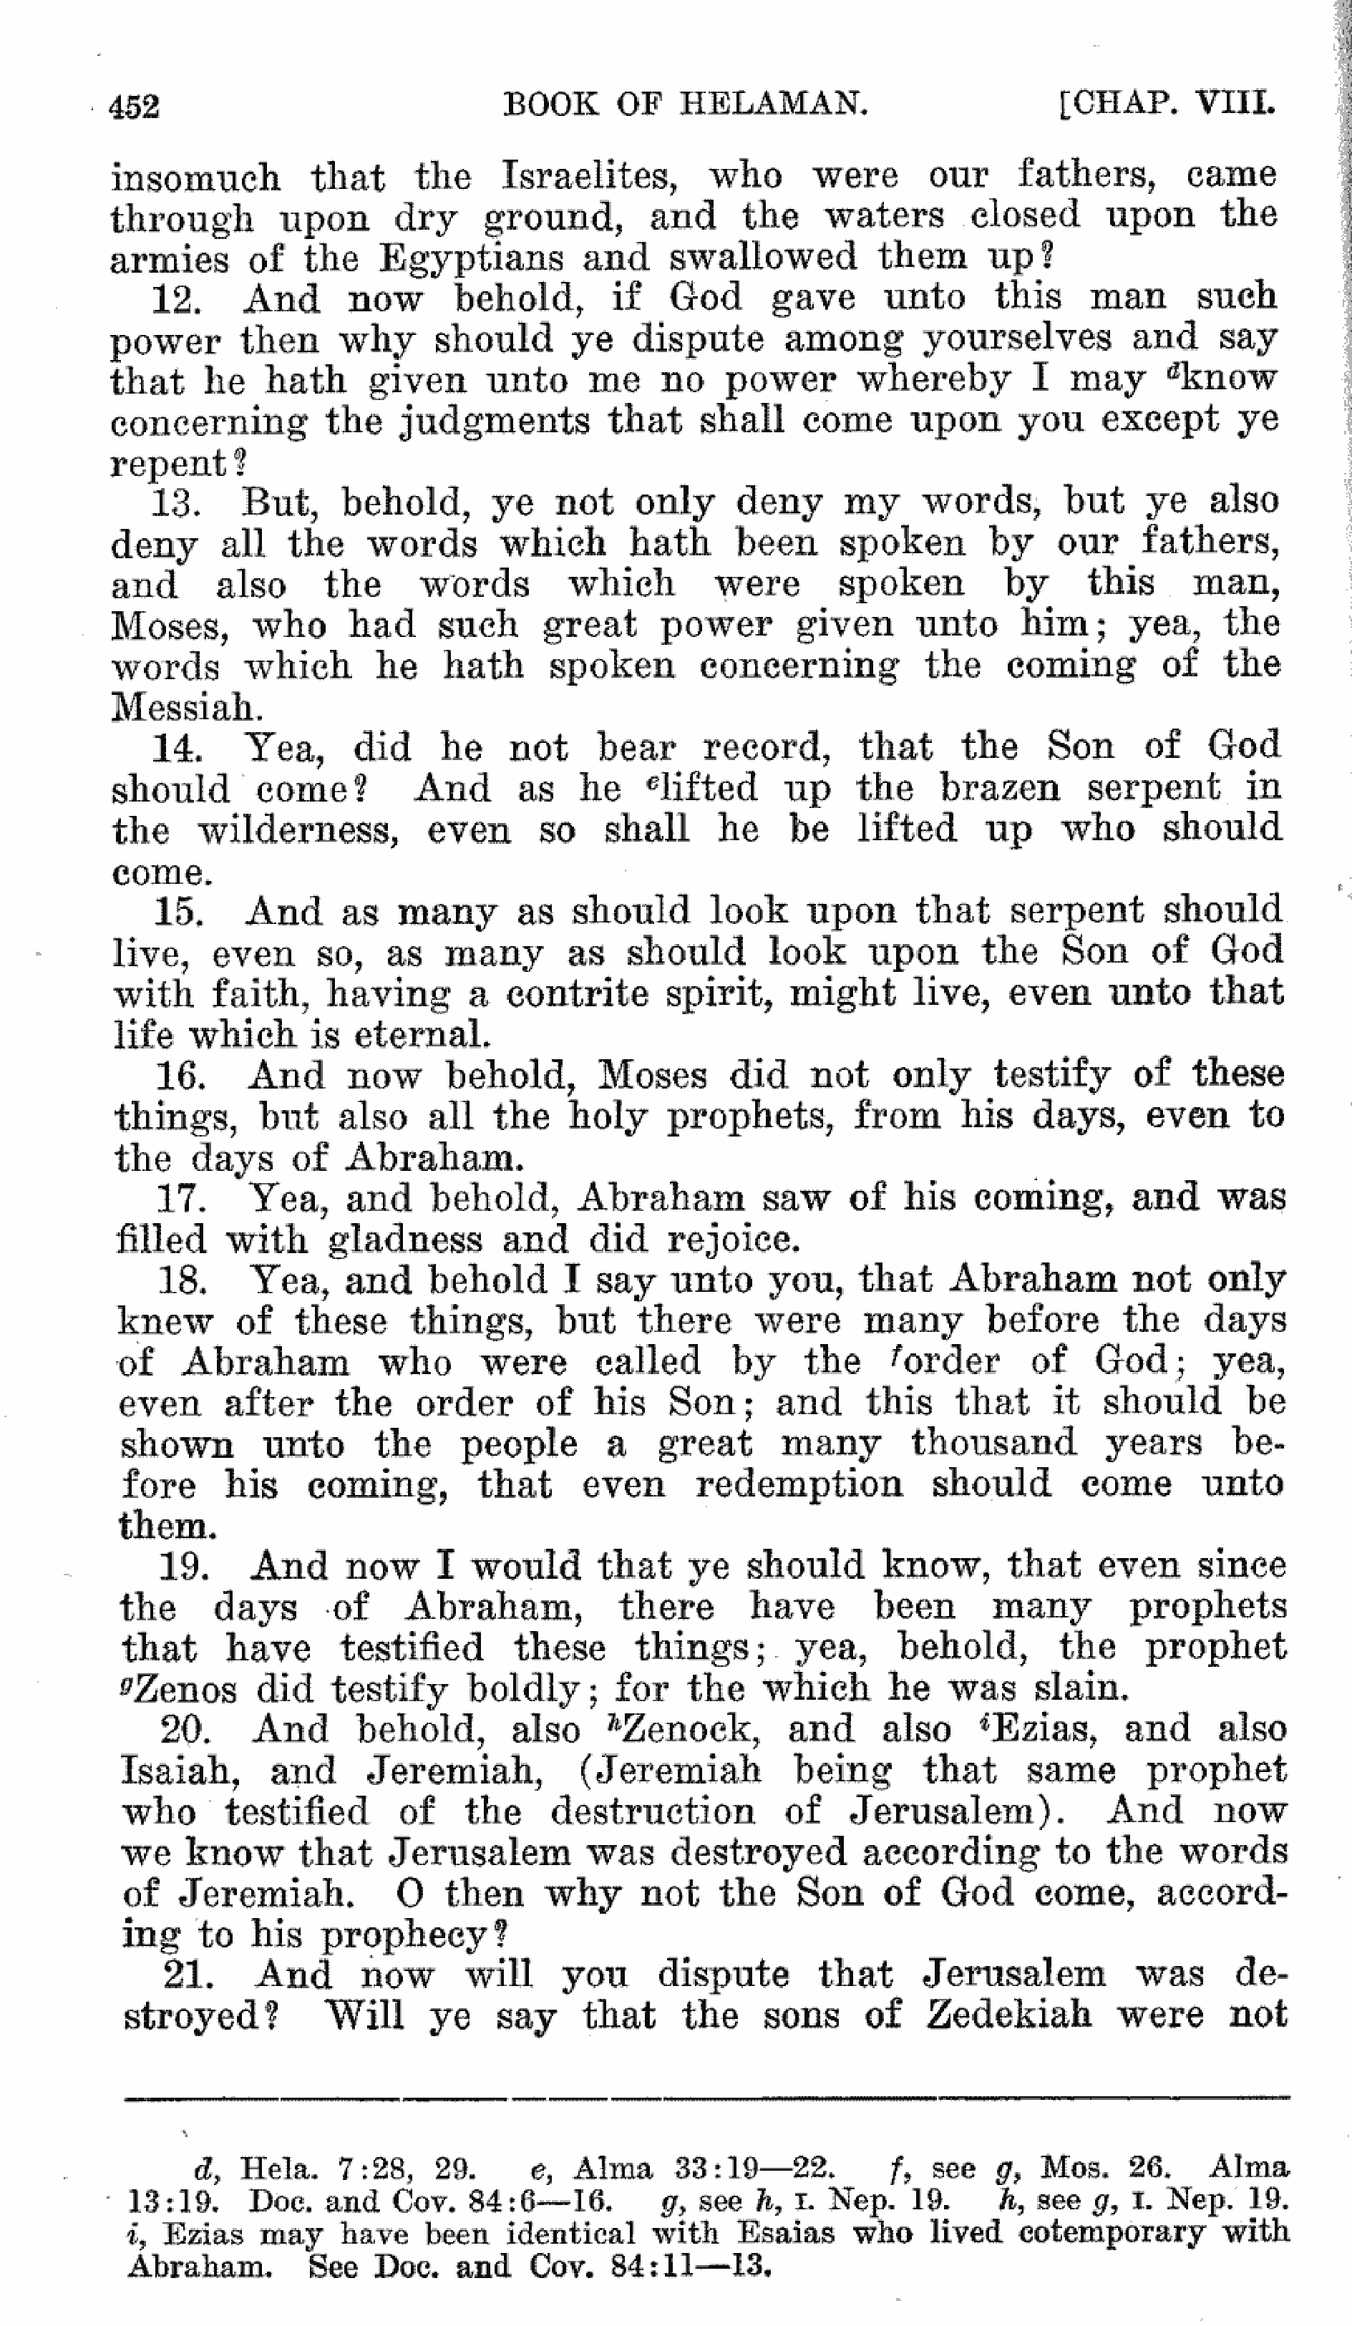 452 BOOK OF HELAMAN. [CHAP. VIII.
insomuch that the Israelites, who were our fathers, came
through upon dry ground, and the waters closed upon the
armies of the Egyptians and swallowed them up?
12. And now behold, if God gave unto this man such
power then why should ye dispute among yourselves and say
that he hath given unto me no power whereby I may dknow
concerning the judgments that shall come upon you except ye
repent?
13. But, behold, ye not only deny my words, but ye also
deny all the words which hath been spoken by our fathers,
and also the words which were spoken by this man,
Moses, who had such great power given unto him; yea, the
words which he hath spoken concerning the coming of the
Messiah.
14. Yea, did he not bear record, that the Son of God
should come? And as he elifted up the brazen serpent in
the wilderness, even so shall he be lifted up who should
come.
15. And as many as should look upon that serpent should
live, even so, as many as should look upon the Son of God
with faith, having a contrite spirit, might live, even unto that
life which is eternal.
16. And now behold, Moses did not only testify of these
things, but also all the holy prophets, from his days, even to
the days of Abraham.
17. Yea, and behold, Abraham saw of his coming, and was
filled with gladness and did rejoice.
18. Yea, and behold I say unto you, that Abraham not only
knew of these things, but there were many before the days
of Abraham who were called by the forder of God; yea,
even after the order of his Son; and this that it should be
shown unto the people a great many thousand years be-
fore his coming, that even redemption should come unto
them.
19. And now I would that ye should know, that even since
the days of Abraham, there have been many prophets
that have testified these things; yea, behold, the prophet
gZenos did testify boldly; for the which he was slain.
20. And behold, also hZenock, and also iEzias, and also
Isaiah, and Jeremiah, (Jeremiah being that same prophet
who testified of the destruction of Jerusalem). And now
we know that Jerusalem was destroyed according to the words
of Jeremiah. O then why not the Son of God come, accord-
ing to his prophecy?
21. And now will you dispute that Jerusalem was de-
stroyed? Will ye say that the sons of Zedekiah were not
d, Hela. 7:28, 29. e, Alma 33:19—22. f, see g, Mos. 26. Alma
13:19. Doc. and Cov. 84:6—16. g, see h, I. Nep. 19. h, see g, I. Nep. 19.
i, Ezias may have been identical with Esaias who lived cotemporary with
Abraham. See Doc. and Cov. 84:11—13.